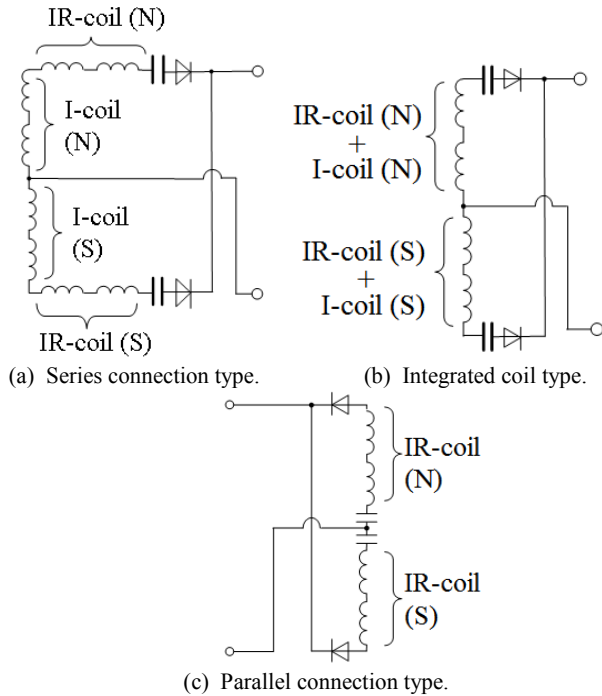 IR-coil (N)
I-coil
(N)
I-coil
(S)
IR-coil (S)
(a) Series connection type.
IR-coil (N)
+
I-coil (N)
IR-coil (S)
+
I-coil (S)
(b) Integrated coil type.
IR-coil
(N)
IR-coil
(S)
(c) Parallel connection type.